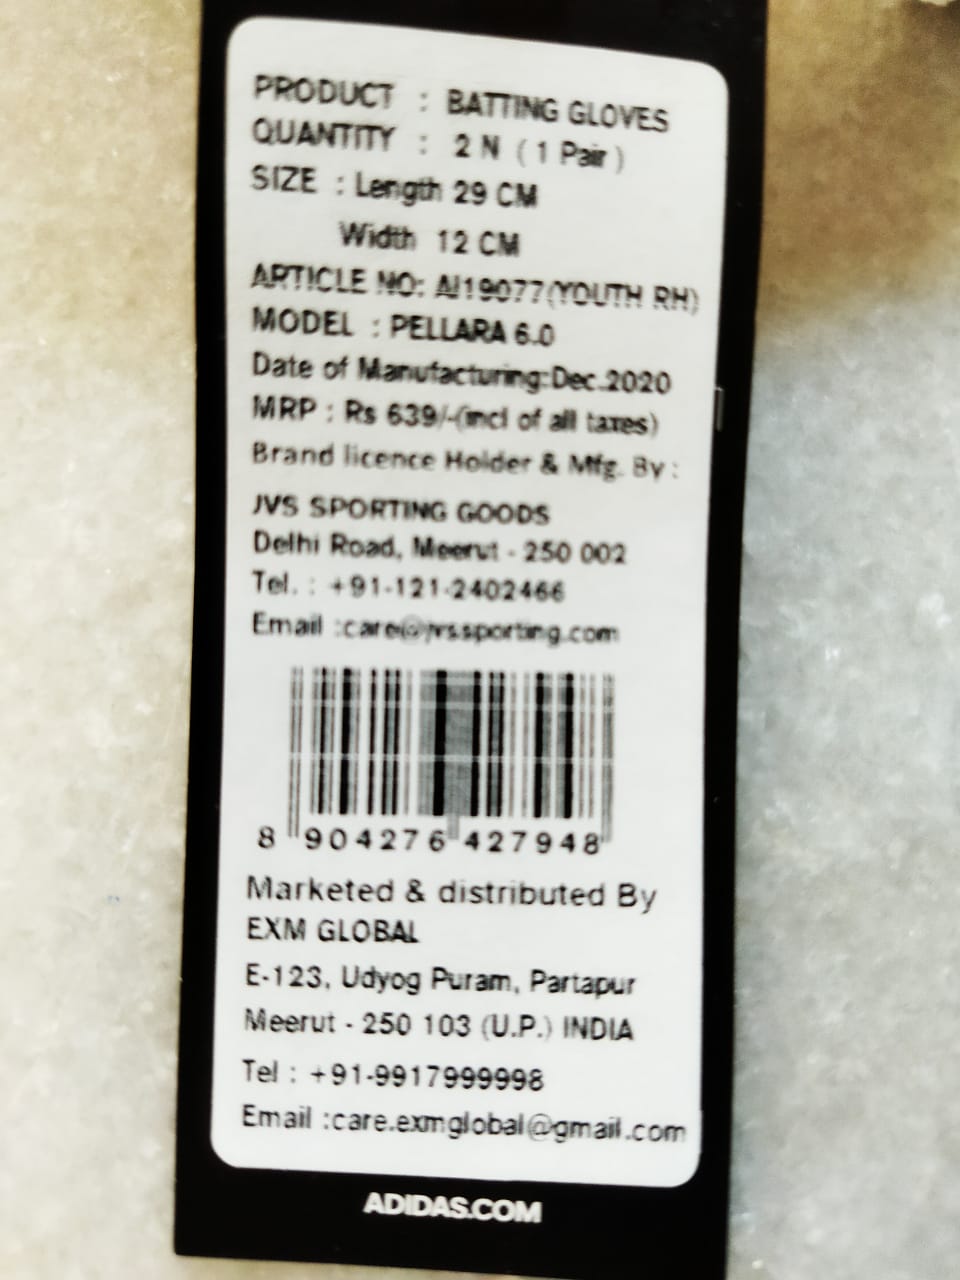 PRODUCT : BATTING GLOVES
QUANTITY : 2 N ( 1 Pair )
SIZE : Length 29 CM
Width 12 CM
ARTICLE NO: AI19077(YOUTH RH)
MODEL : PELLARA 6.0
Date of Manufacturing:Dec.2020
MRP : Rs 639/-(incl of all taxes)
Brand licence Holder & Mfg. By :
JVS SPORTING GOODS
Delhi Road, Meerut - 250 002
Tel. : +91-121-2402466
Email :care@jvssporting.com
8 904276 427948
Marketed & distributed By
EXM GLOBAL
E-123, Udyog Puram, Partapur
Meerut - 250 103 (U.P.) INDIA
Tel : +91-9917999998
Email :care.exmglobal@gmail.com
ADIDAS.COM